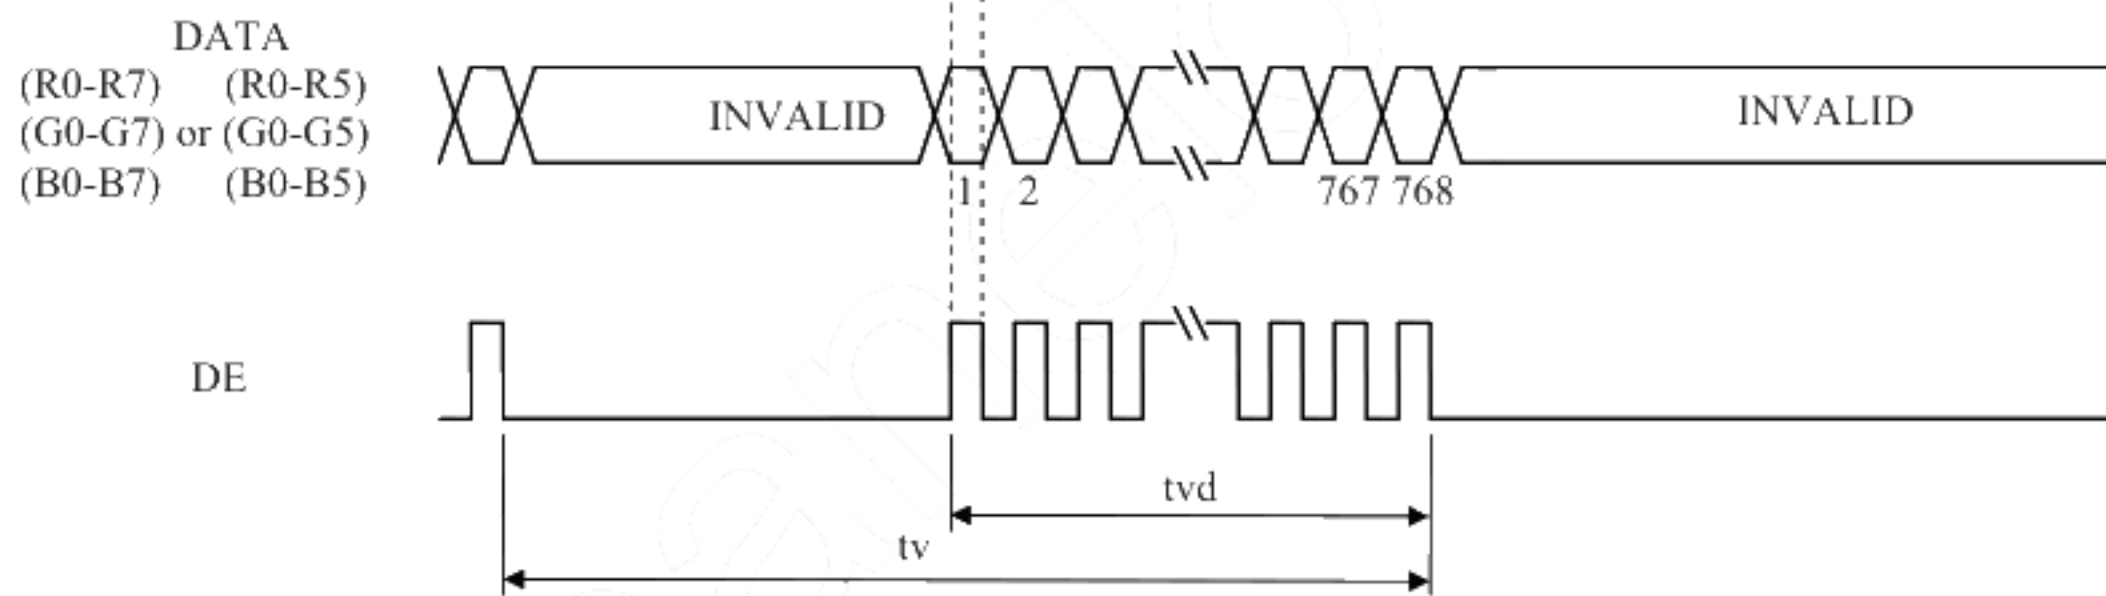 DATA
(R0-R7) (R0-R5)
(G0-G7) or (G0-G5)
(B0-B7) (B0-B5)
INVALID
INVALID
1 2 767 768
DE
tvd
tv